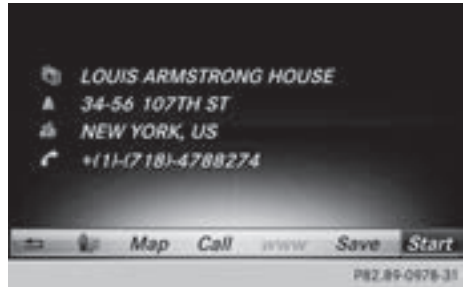 LOUIS ARMSTRONG HOUSE
34-56 107TH ST
NEW YORK, US
+(1)-(718)-4788274
Map Call www Save Start
P82.89-0978-31